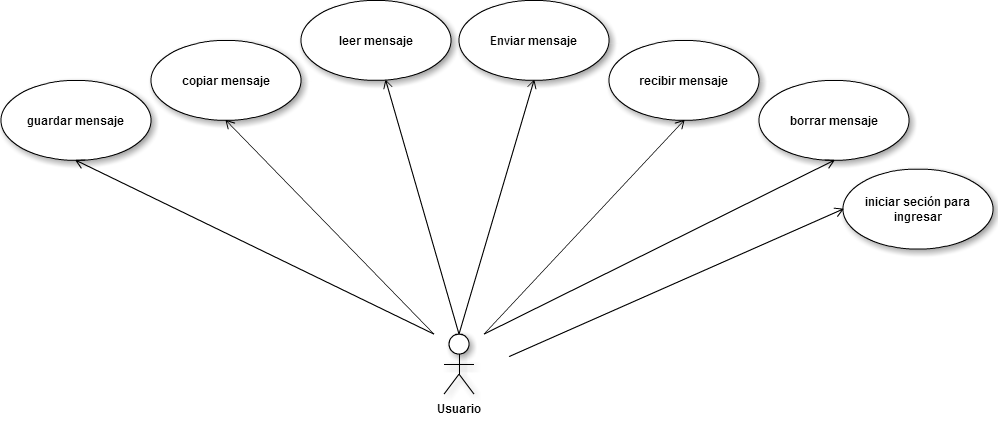 leer mensaje
Enviar mensaje
copiar mensaje
recibir mensaje
guardar mensaje
borrar mensaje
iniciar seción para
ingresar
Usuario